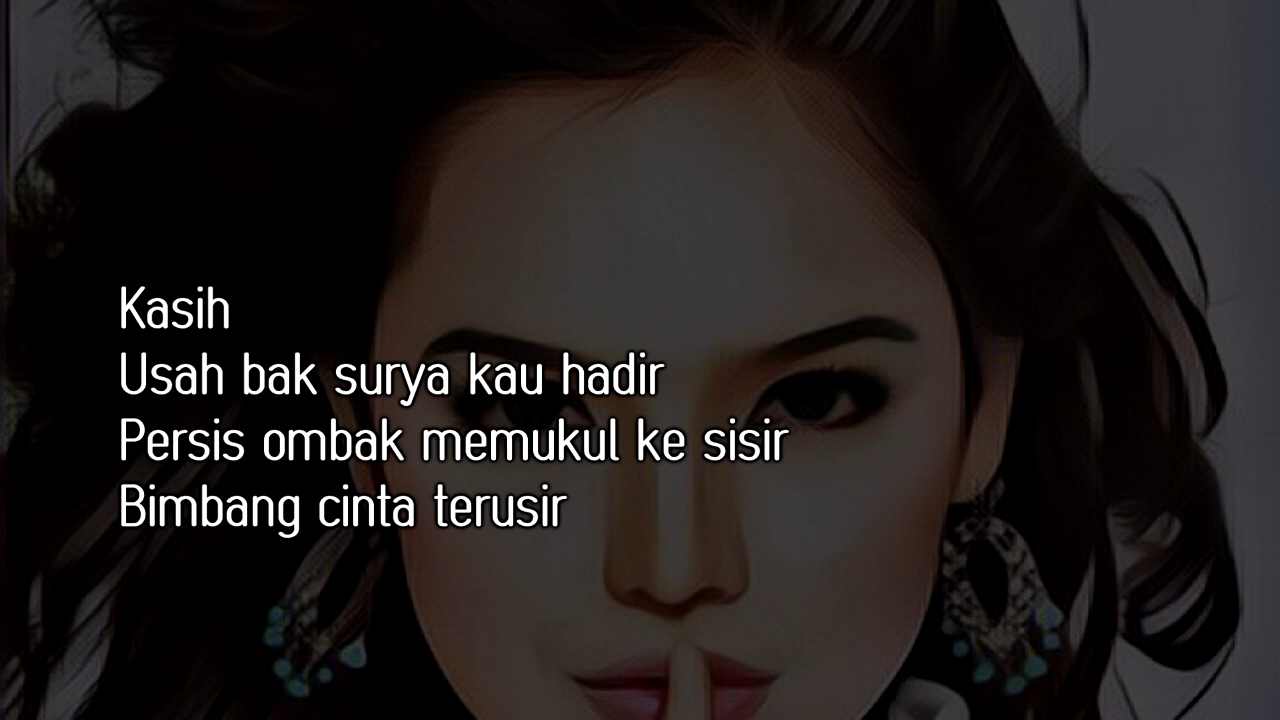 Kasih
Usah bak surya kau hadir
Persis ombak memukul ke sisir
Bimbang cinta terusir